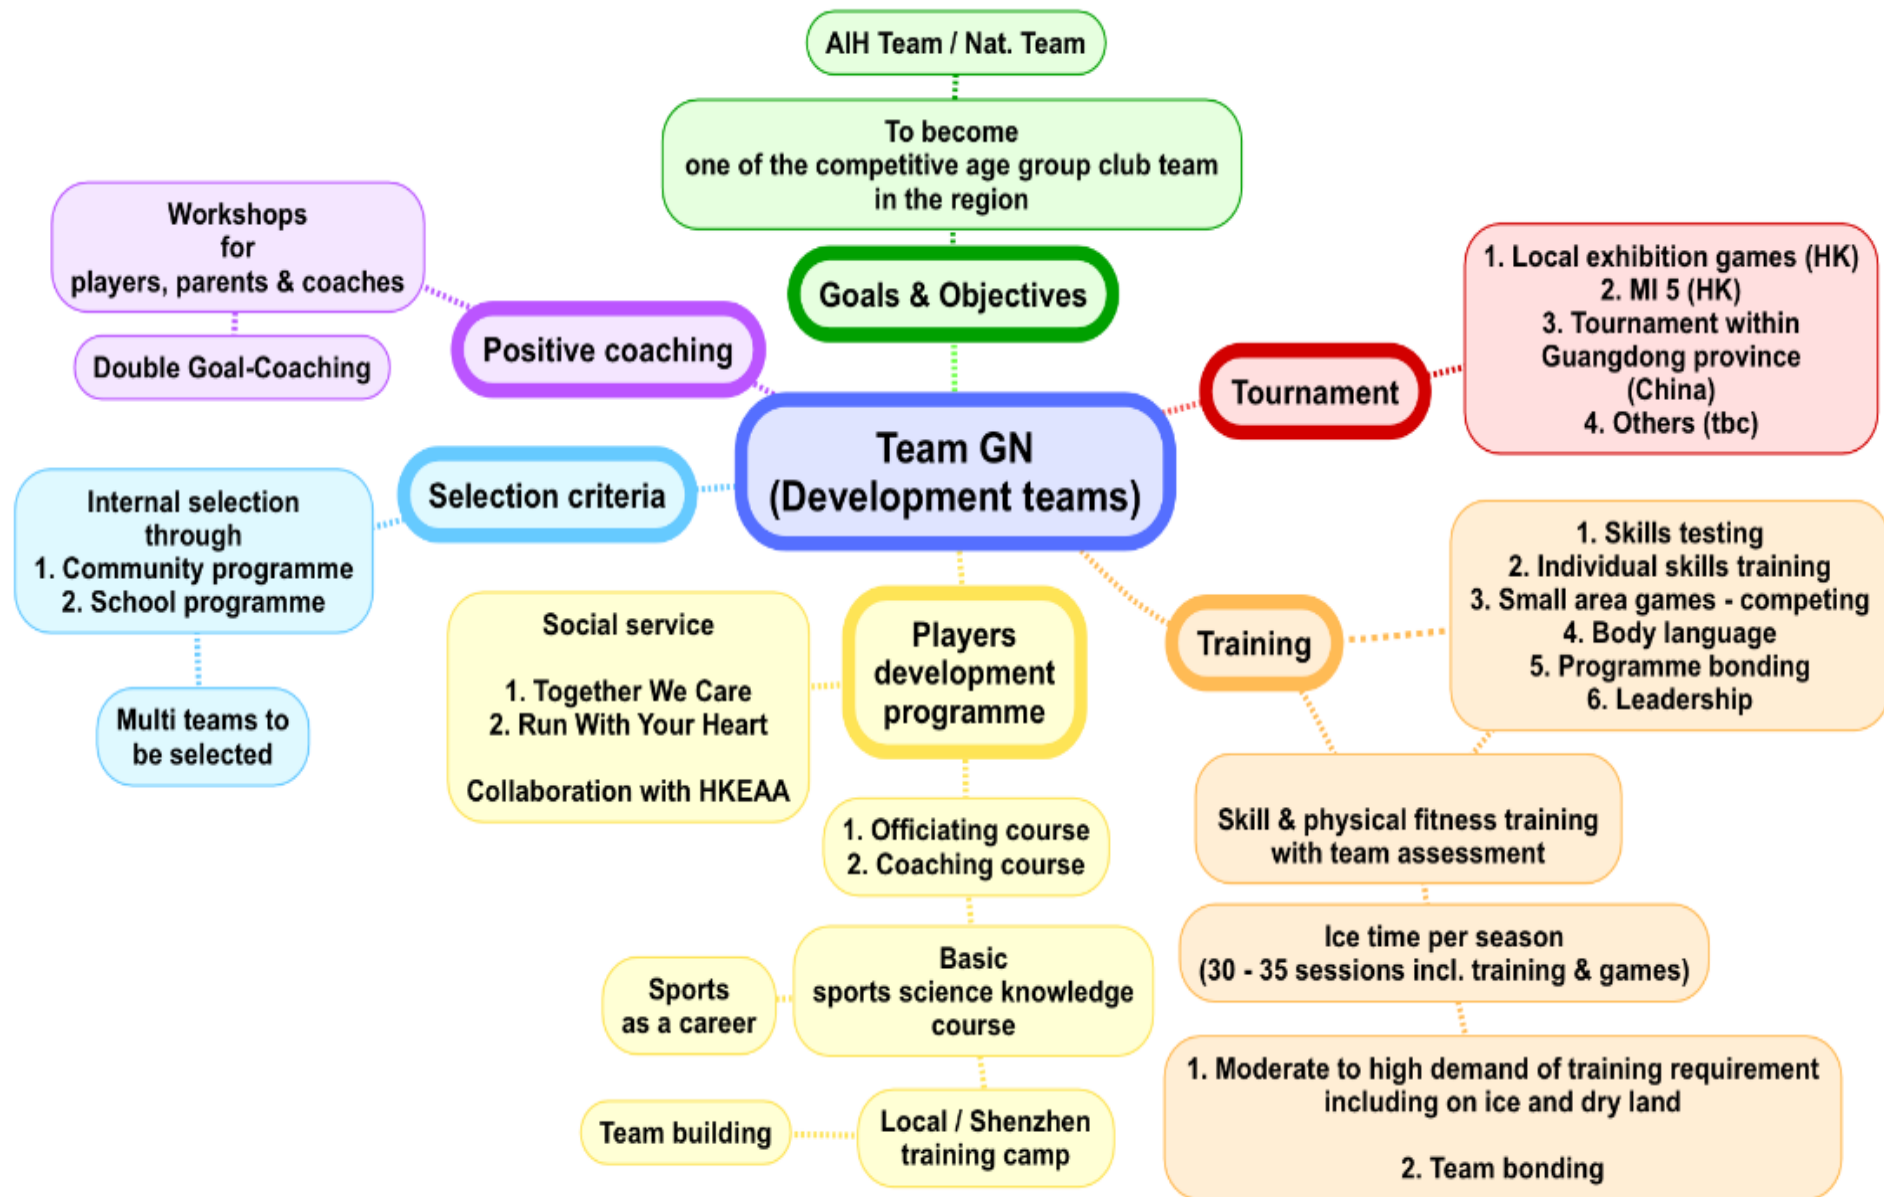 AIH Team / Nat. Team
To become
one of the competitive age group club team
in the region
Goals & Objectives
Workshops
for
players, parents & coaches
Double Goal-Coaching
Positive coaching
1. Local exhibition games (HK)
2. MI 5 (HK)
3. Tournament within
Guangdong province
(China)
4. Others (tbc)
Tournament
Team GN
(Development teams)
Selection criteria
Internal selection
through
1. Community programme
2. School programme
Multi teams to
be selected
Social service
1. Together We Care
2. Run With Your Heart
Collaboration with HKEAA
Players
development
programme
1. Officiating course
2. Coaching course
Basic
sports science knowledge
course
Sports
as a career
Local / Shenzhen
training camp
Team building
Training
1. Skills testing
2. Individual skills training
3. Small area games - competing
4. Body language
5. Programme bonding
6. Leadership
Skill & physical fitness training
with team assessment
Ice time per season
(30 - 35 sessions incl. training & games)
1. Moderate to high demand of training requirement
including on ice and dry land
2. Team bonding